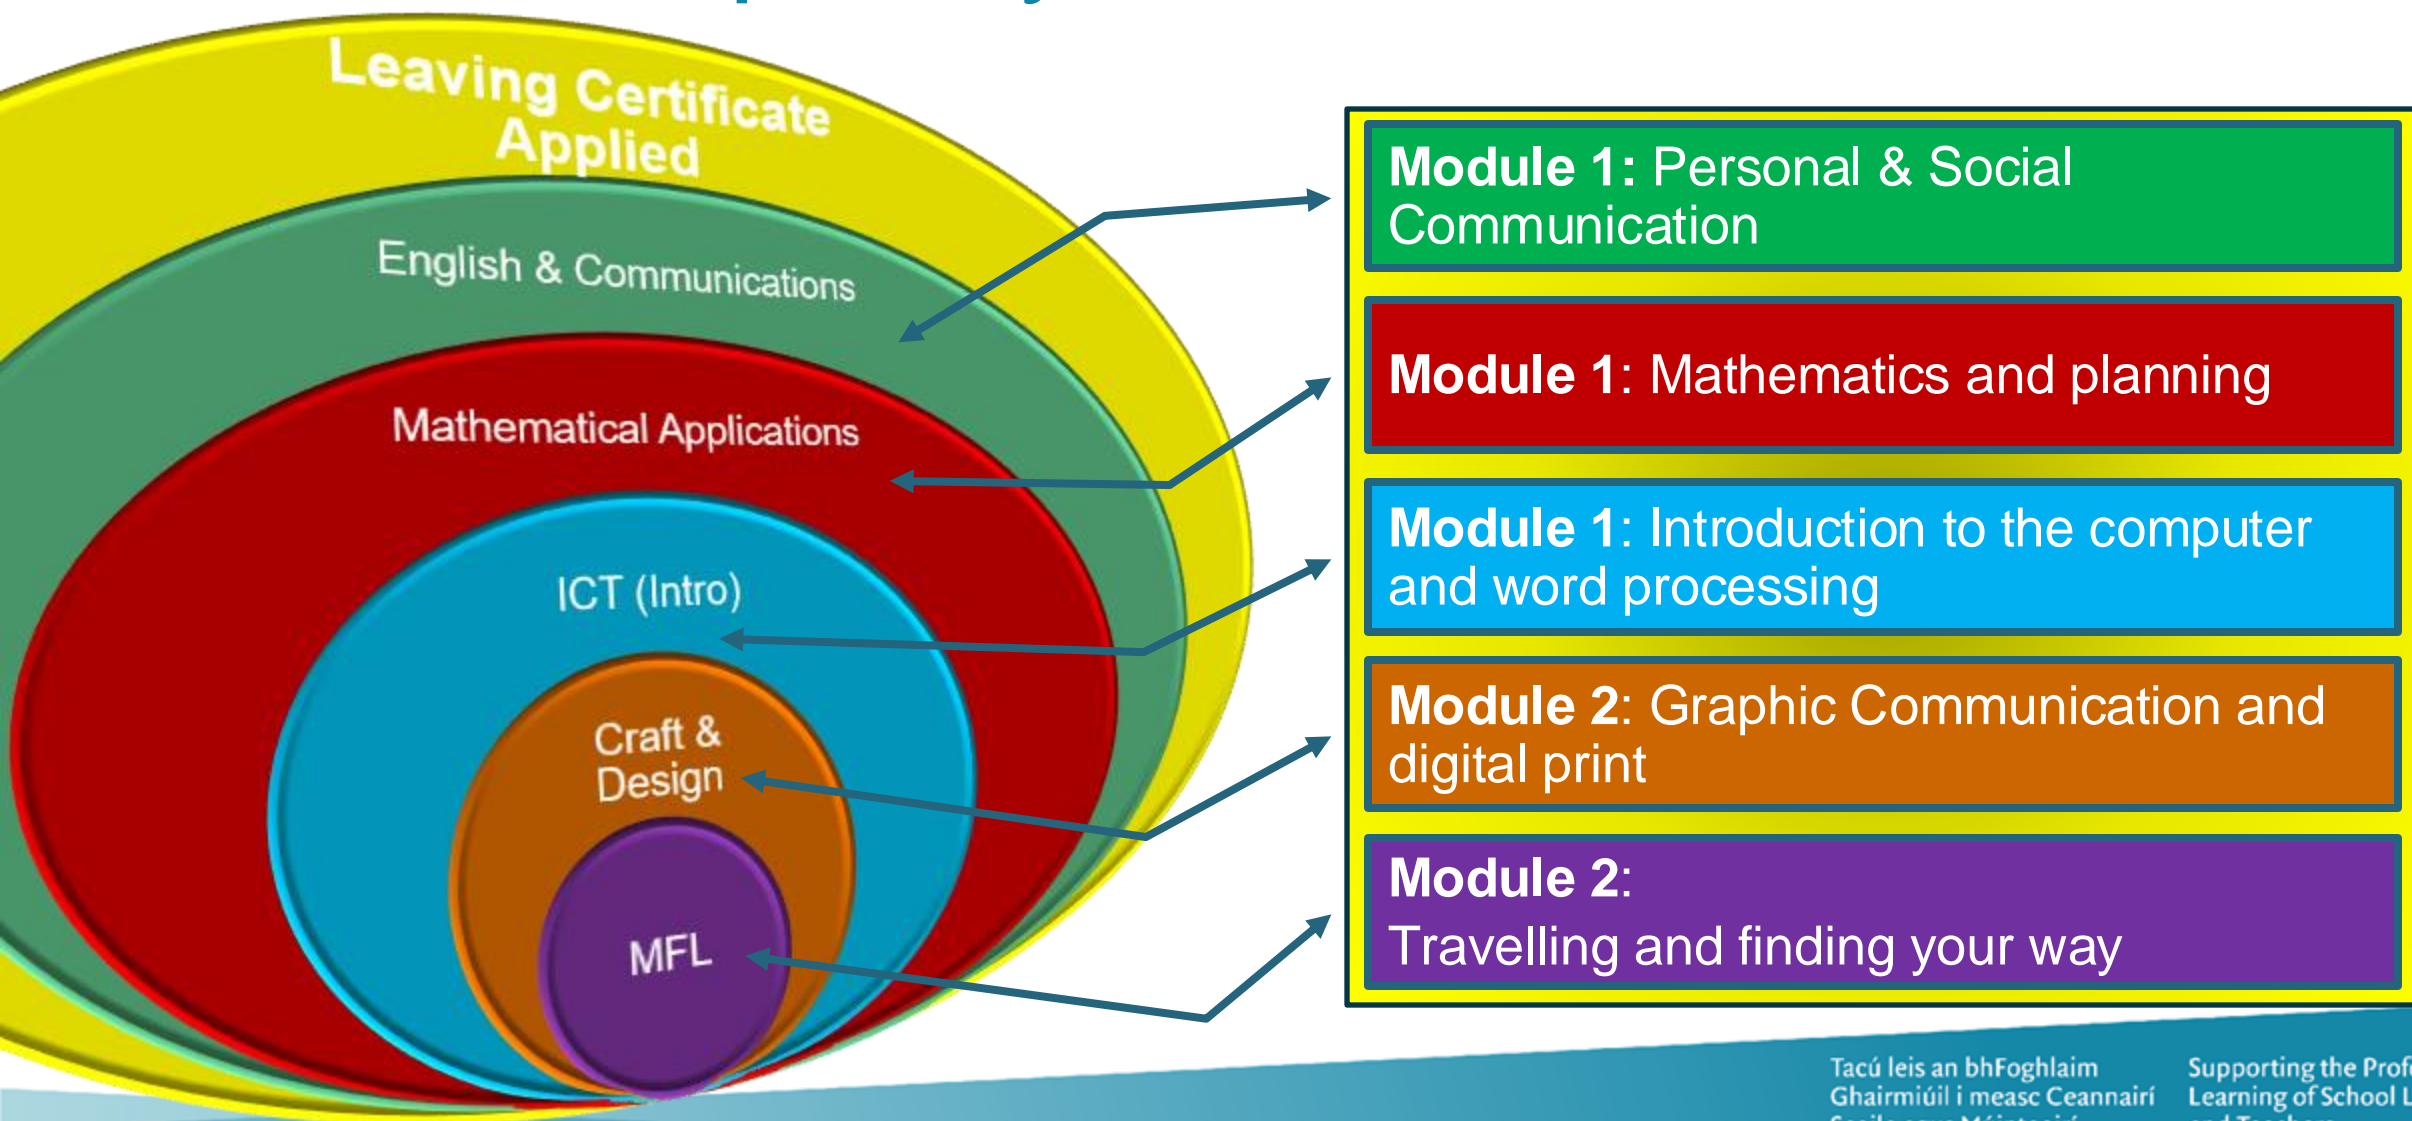 Leaving Certificate
Applied
English & Communications
Mathematical Applications
ICT (Intro)
Craft &
Design
MFL
Module 1: Personal & Social
Communication
Module 1: Mathematics and planning
Module 1: Introduction to the computer
and word processing
Module 2: Graphic Communication and
digital print
Module 2:
Travelling and finding your way
Tacú leis an bhFoghlaim
Ghairmiúil i measc Ceannairí
Supporting the
Learning of School